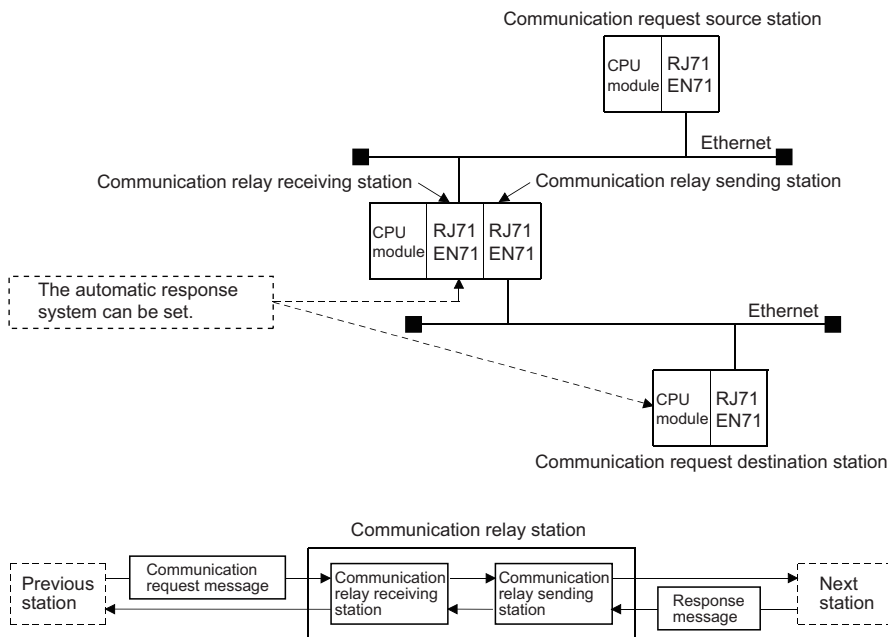 Communication request source station
CPU
module
RJ71
EN71
Ethernet
Communication relay receiving station
Communication relay sending station
CPU
module
RJ71
EN71
RJ71
EN71
The automatic response
system can be set.
Ethernet
CPU
module
RJ71
EN71
Communication request destination station
Communication relay station
Previous
station
Communication
request message
Communication
relay receiving
station
Communication
relay sending
station
Response
message
Next
station